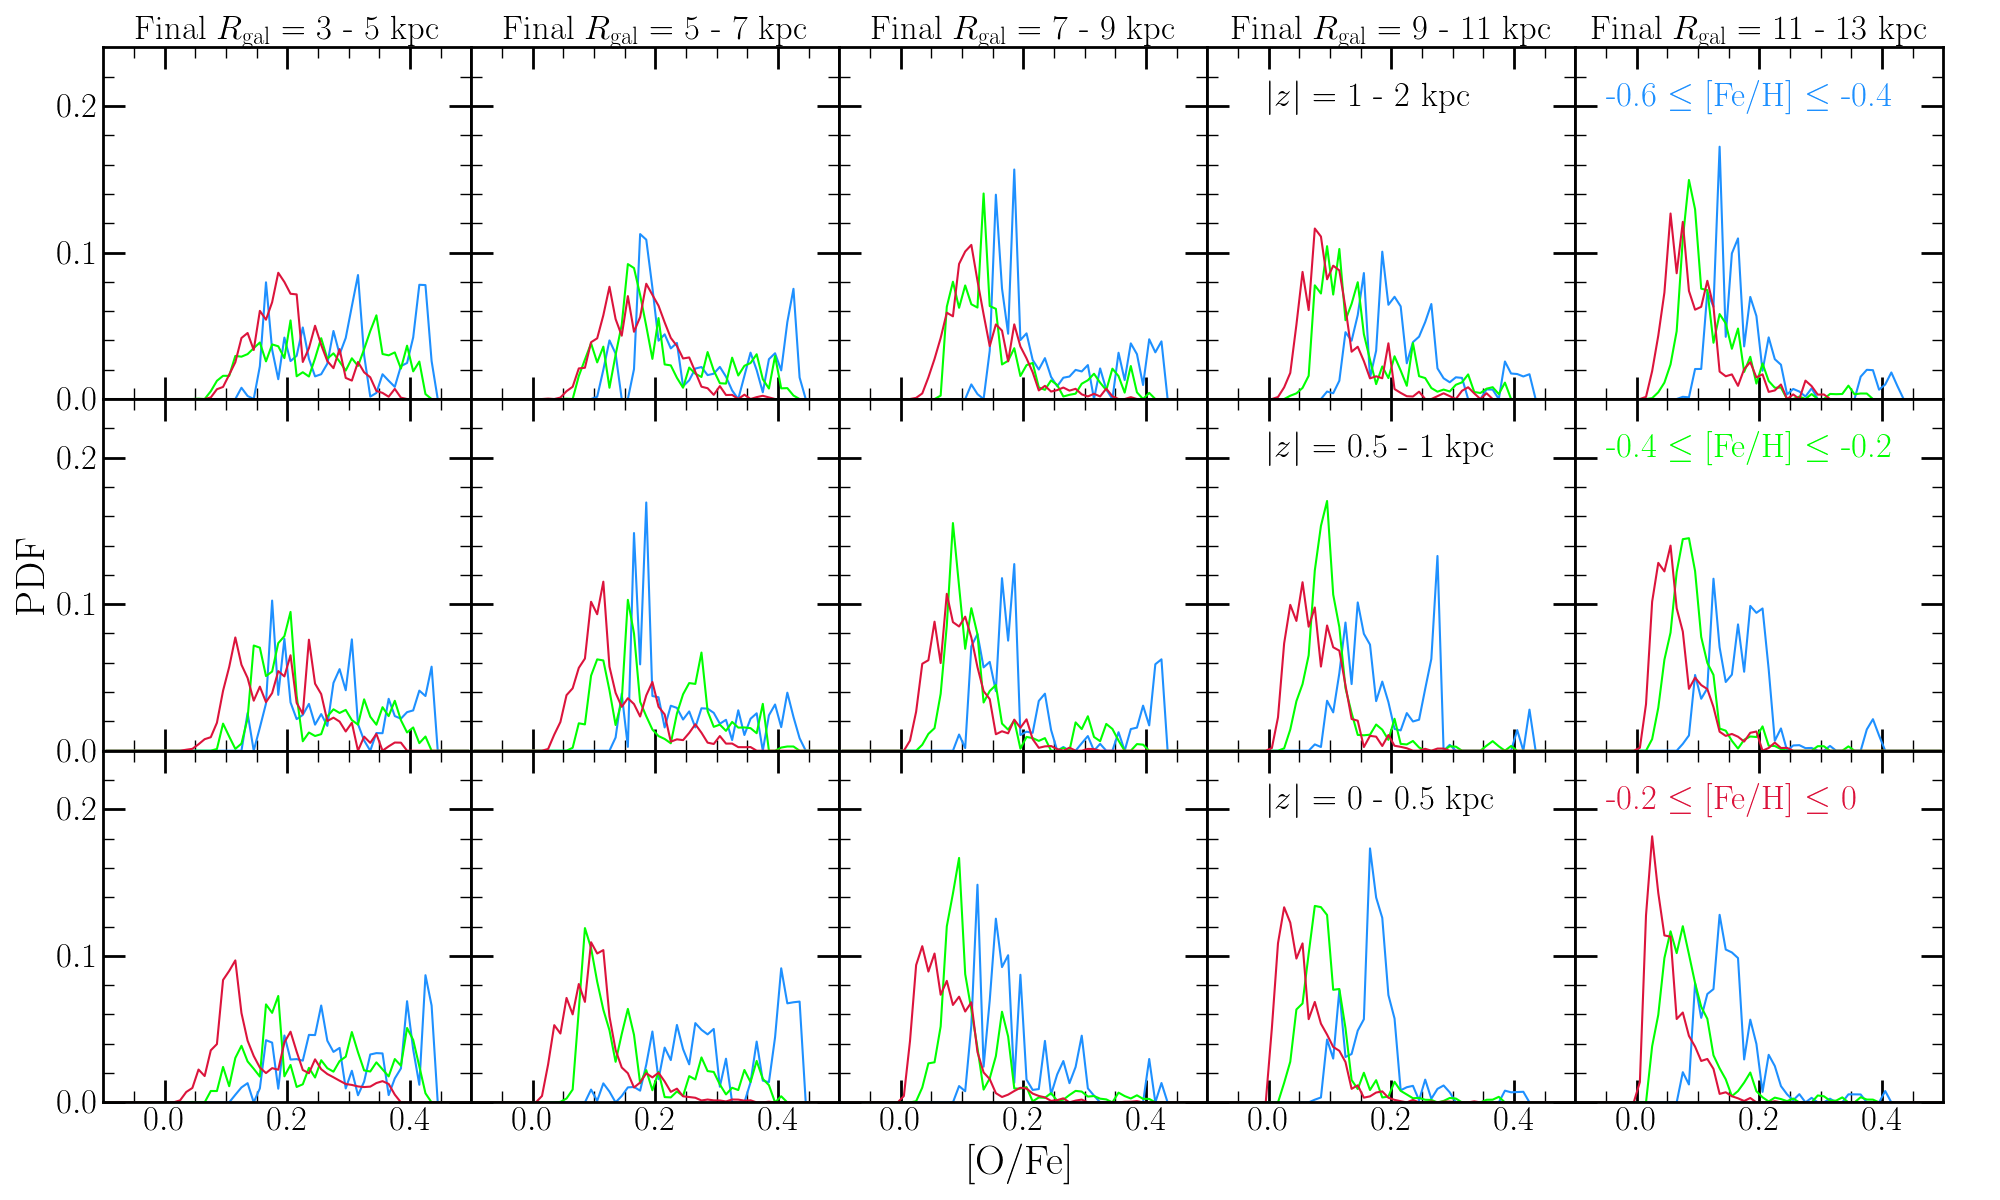 Final R_gal = 3 - 5 kpc
Final R_gal = 5 - 7 kpc
Final R_gal = 7 - 9 kpc
Final R_gal = 9 - 11 kpc
Final R_gal = 11 - 13 kpc
|z| = 1 - 2 kpc
-0.6 ≤ [Fe/H] ≤ -0.4
0.2
0.1
0.0
|z| = 0.5 - 1 kpc
-0.4 ≤ [Fe/H] ≤ -0.2
0.2
0.1
0.0
PDF
|z| = 0 - 0.5 kpc
-0.2 ≤ [Fe/H] ≤ 0
0.2
0.1
0.0
0.0 0.2 0.4
0.0 0.2 0.4
0.0 0.2 0.4
0.0 0.2 0.4
0.0 0.2 0.4
[O/Fe]